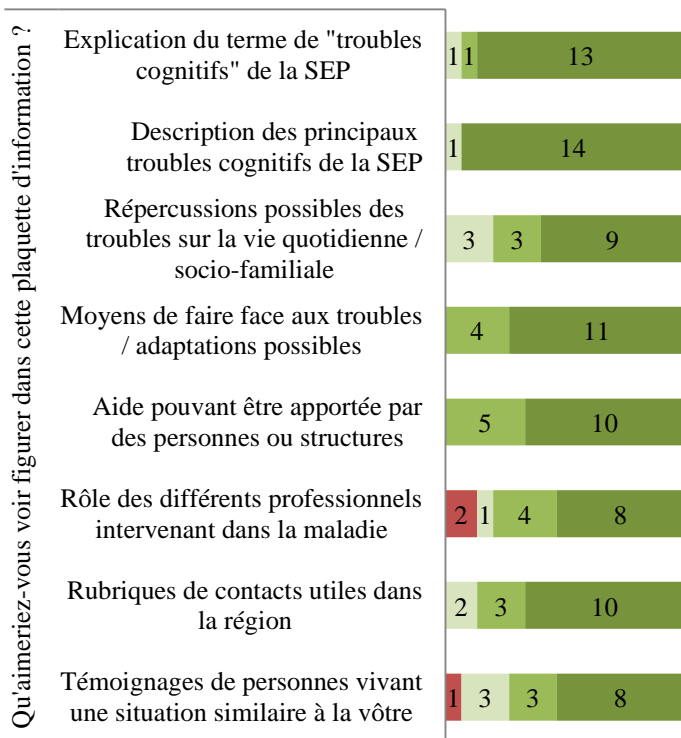 Qu'aimeriez-vous voir figurer dans cette plaquette d'information ?
Explication du terme de "troubles
cognitifs" de la SEP
1 1 13
Description des principaux
troubles cognitifs de la SEP
1 14
Répercussions possibles des
troubles sur la vie quotidienne /
socio-familiale
3 3 9
Moyens de faire face aux troubles
/ adaptations possibles
4 11
Aide pouvant être apportée par
des personnes ou structures
5 10
Rôle des différents professionnels
intervenant dans la maladie
2 1 4 8
Rubriques de contacts utiles dans
la région
2 3 10
Témoignages de personnes vivant
une situation similaire à la vôtre
1 3 3 8